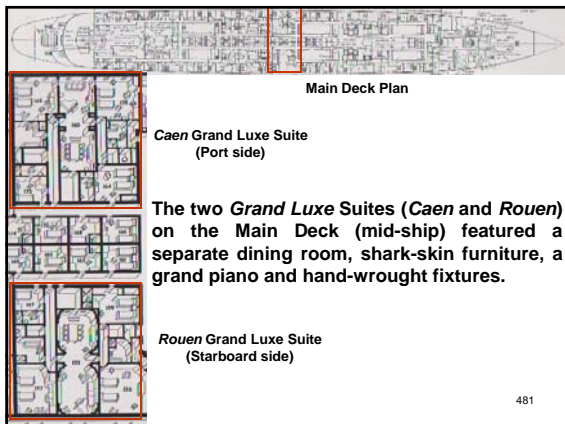 Main Deck Plan
Caen Grand Luxe Suite
(Port side)
The two Grand Luxe Suites (Caen and Rouen)
on the Main Deck (mid-ship) featured a
separate dining room, shark-skin furniture, a
grand piano and hand-wrought fixtures.
Rouen Grand Luxe Suite
(Starboard side)
481